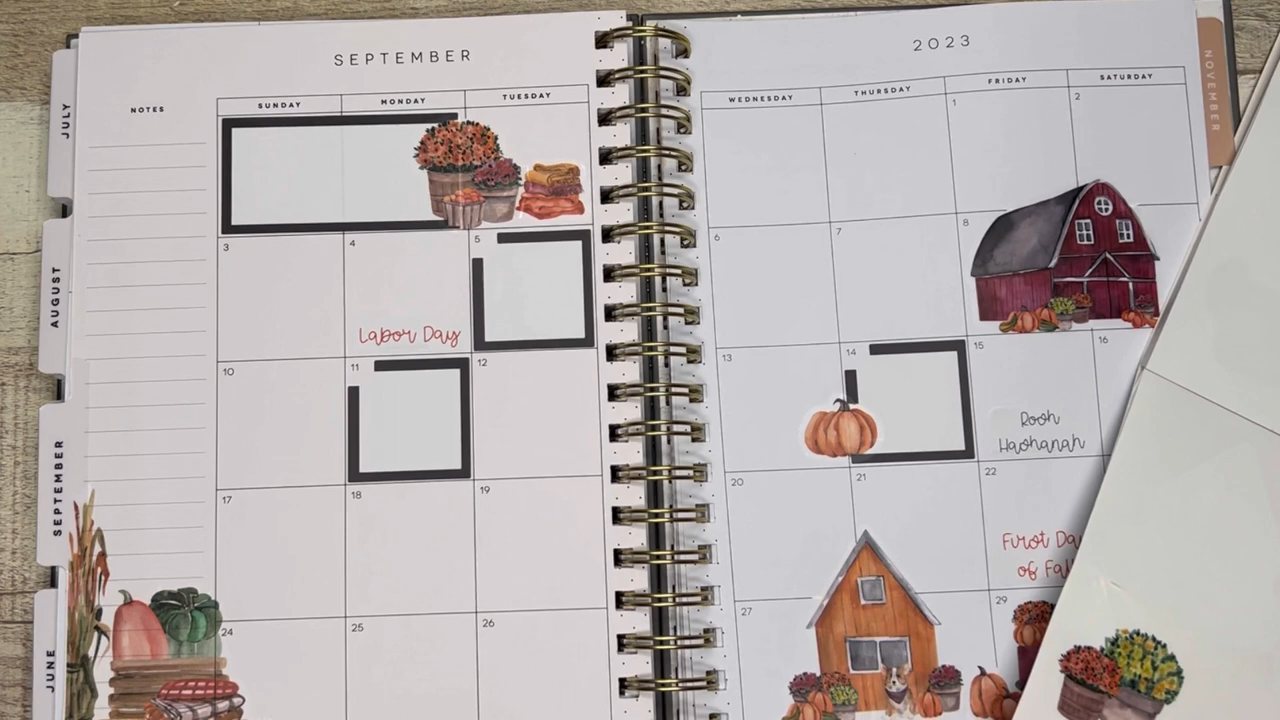 SEPTEMBER
2023
NOTES
SUNDAY MONDAY TUESDAY
WEDNESDAY THURSDAY FRIDAY SATURDAY
1 2
3 4 5
6 7 8
Labor Day
10 11 12
13 14 15 16
Rosh
Hashanah
17 18 19
20 21 22
First Da
of Fal
24 25 26
27 29
JULY
AUGUST
SEPTEMBER
JUNE
NOVEMBER